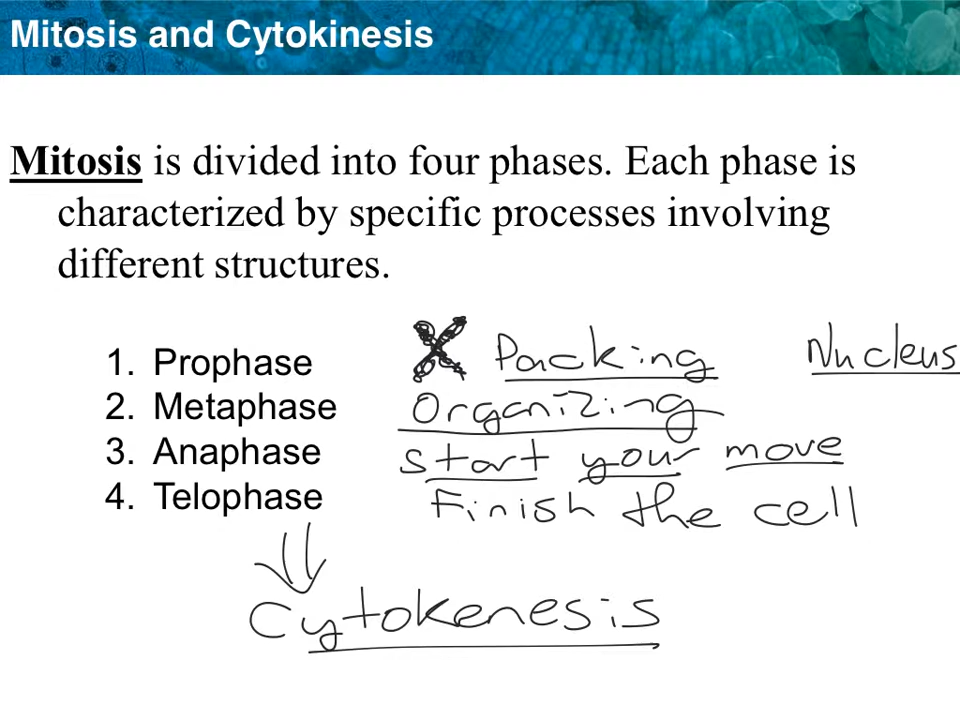 Mitosis and Cytokinesis
Mitosis is divided into four phases. Each phase is
characterized by specific processes involving
different structures.
1. Prophase Packing Nucleus
2. Metaphase Organizing
3. Anaphase start your move
4. Telophase Finish the cell
Cytokenesis